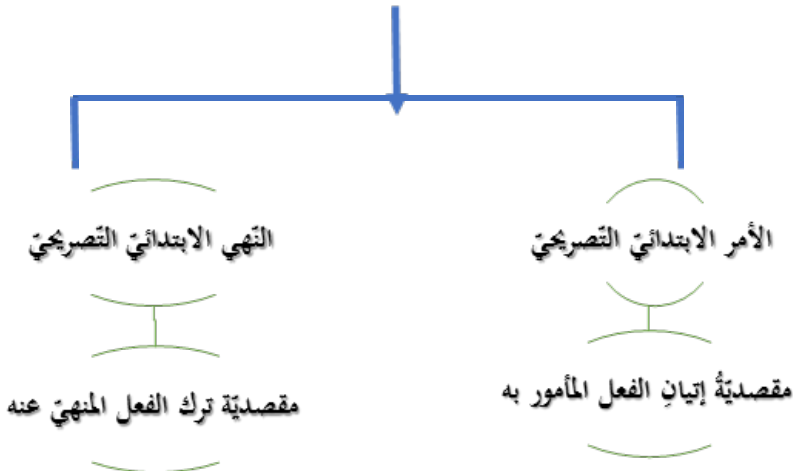 الأمر الابتدائيّ التّصريحيّ
النّهي الابتدائيّ التّصريحيّ
مقصديّةُ إتيانِ الفعل المأمور به
مقصديّة ترك الفعل المنهيّ عنه